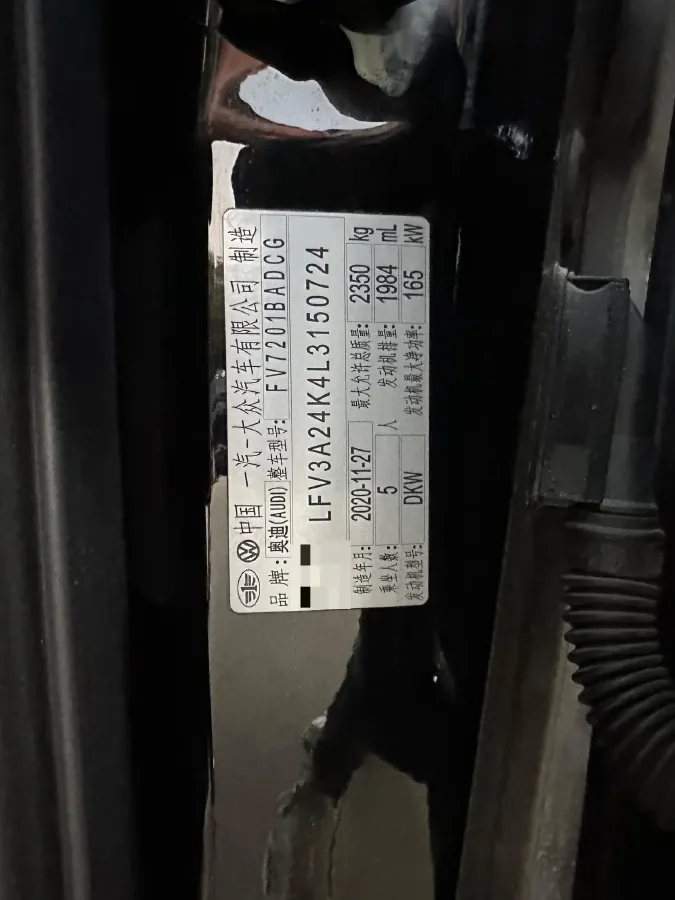 中国 一汽-大众汽车有限公司 制造
品牌:奥迪(AUDI) 整车型号: FV7201BADCG
LFV3A24K4L3150724
制造年月: 2020-11-27 最大允许总质量: 2350 kg
乘坐人数: 5 人 发动机排量: 1984 mL
发动机型号: DKW 发动机最大净功率: 165 kW